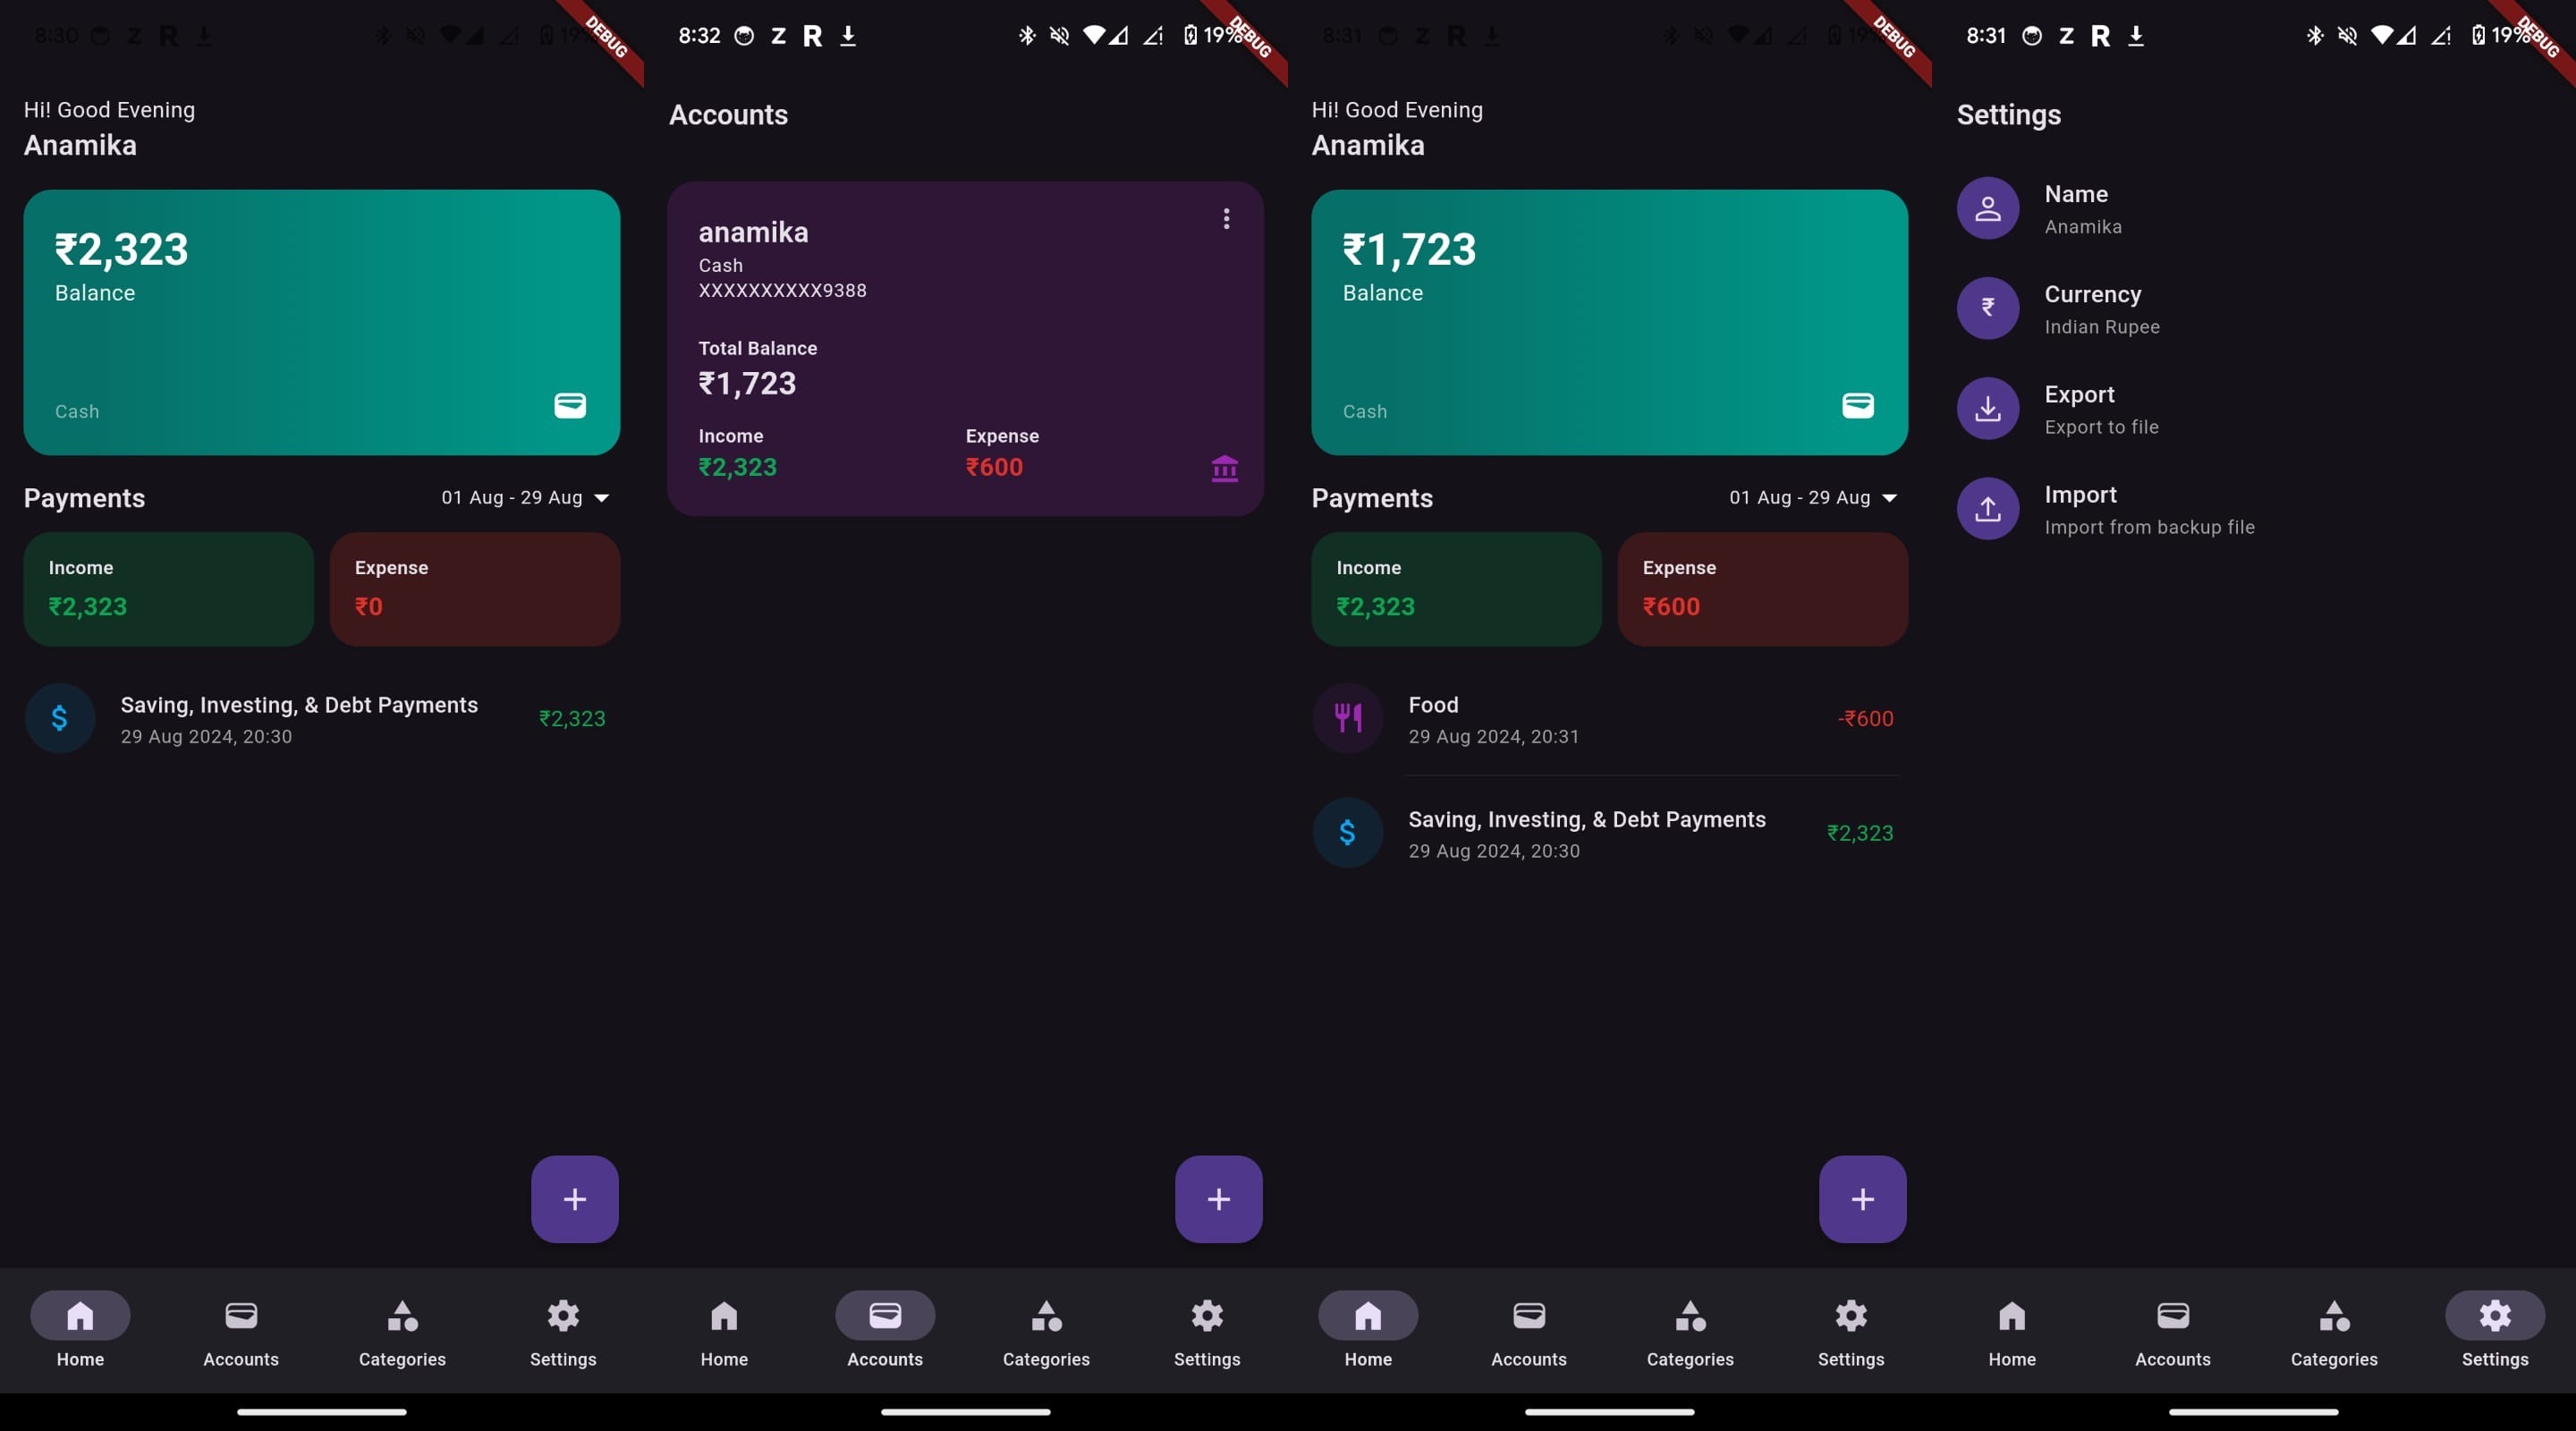 8:30 Z R 19%
DEBUG
Hi! Good Evening
Anamika
₹2,323
Balance
Cash
Payments 01 Aug - 29 Aug
Income Expense
₹2,323 ₹0
$ Saving, Investing, & Debt Payments ₹2,323
29 Aug 2024, 20:30
+
Home Accounts Categories Settings
8:32 Z R 19%
DEBUG
Accounts
anamika
Cash
XXXXXXXXXX9388
Total Balance
₹1,723
Income Expense
₹2,323 ₹600
+
Home Accounts Categories Settings
8:31 Z R 19%
DEBUG
Hi! Good Evening
Anamika
₹1,723
Balance
Cash
Payments 01 Aug - 29 Aug
Income Expense
₹2,323 ₹600
Food -₹600
29 Aug 2024, 20:31
$ Saving, Investing, & Debt Payments ₹2,323
29 Aug 2024, 20:30
+
Home Accounts Categories Settings
8:31 Z R 19%
DEBUG
Settings
Name
Anamika
₹ Currency
Indian Rupee
Export
Export to file
Import
Import from backup file
Home Accounts Categories Settings